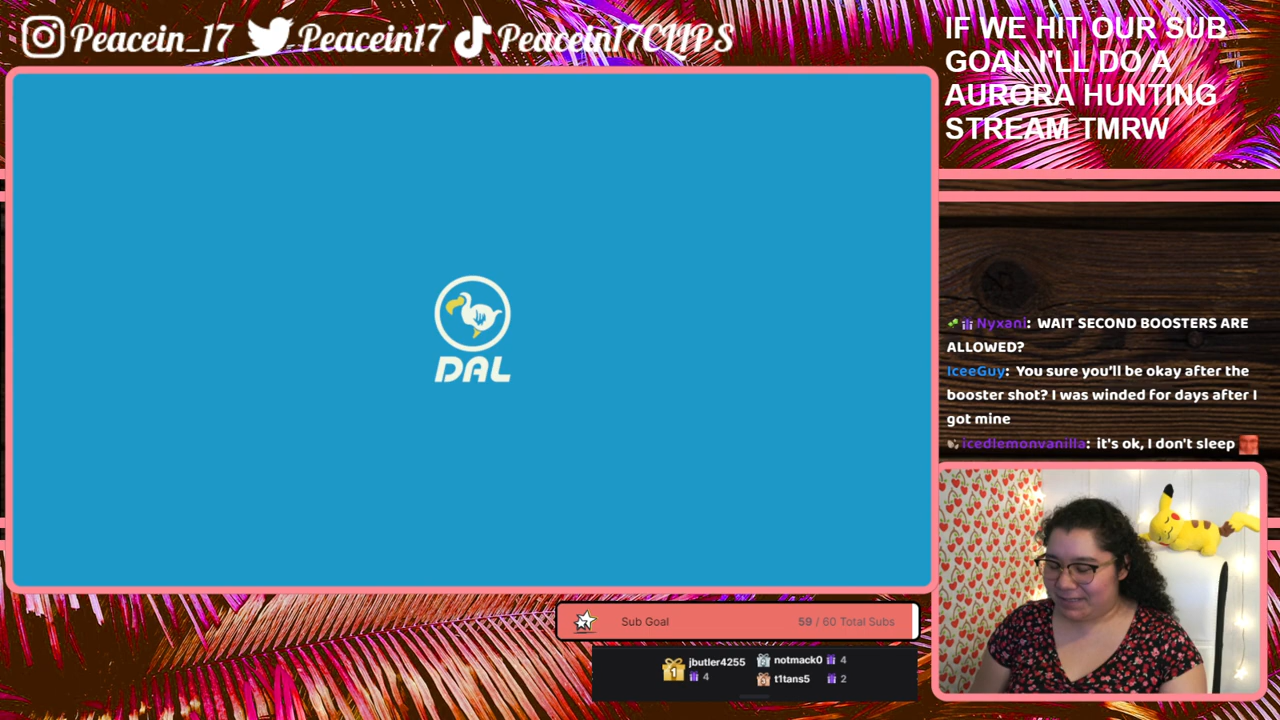 Peacein_17 Peacein17 Peacein17ClIPS
IF WE HIT OUR SUB
GOAL I'LL DO A
AURORA HUNTING
STREAM TMRW
DAL
Nyxani: WAIT SECOND BOOSTERS ARE
ALLOWED?
IceeGuy: You sure you'll be okay after the
booster shot? I was winded for days after I
got mine
icedlemonvanilla: it's ok, I don't sleep
Sub Goal 59 / 60 Total Subs
1 jbutler4255 4
2 notmack0 4
3 t1tans5 2